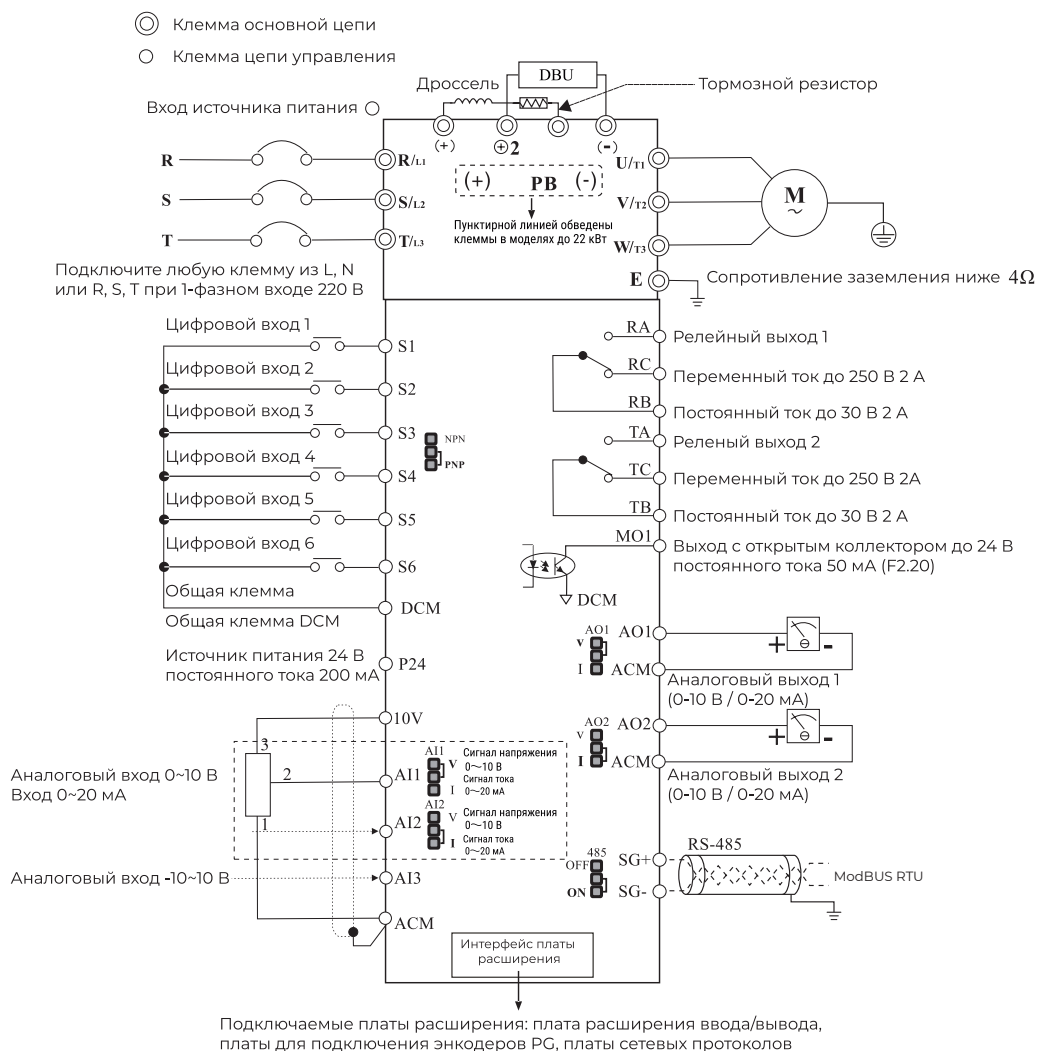 Клемма основной цепи
Клемма цепи управления
Дроссель
DBU
Тормозной резистор
Вход источника питания
(+)
⊕2
(-)
R
R/L1
S
S/L2
T
T/L3
(+) PB (-)
Пунктирной линией обведены
клеммы в моделях до 22 кВт
U/T1
V/T2
W/T3
M
~
E
Сопротивление заземления ниже 4Ω
Подключите любую клемму из L, N
или R, S, T при 1-фазном входе 220 В
Цифровой вход 1
S1
Цифровой вход 2
S2
Цифровой вход 3
S3
Цифровой вход 4
S4
Цифровой вход 5
S5
Цифровой вход 6
S6
Общая клемма
DCM
Общая клемма DCM
NPN
PNP
Источник питания 24 В
постоянного тока 200 мА
P24
RA
Релейный выход 1
RC
Переменный ток до 250 В 2 А
RB
Постоянный ток до 30 В 2 А
TA
Реленый выход 2
TC
Переменный ток до 250 В 2А
TB
Постоянный ток до 30 В 2 А
MO1
Выход с открытым коллектором до 24 В
постоянного тока 50 мА (F2.20)
DCM
AO1
V
I
AO1
ACM
+ -
Аналоговый выход 1
(0-10 В / 0-20 мА)
AO2
V
I
AO2
ACM
+ -
Аналоговый выход 2
(0-10 В / 0-20 мА)
10V
3
2
1
Аналоговый вход 0~10 В
Вход 0~20 мА
AI1
AI1
V
I
Сигнал напряжения
0~10 В
Сигнал тока
0~20 мА
AI2
AI2
V
I
Сигнал напряжения
0~10 В
Сигнал тока
0~20 мА
Аналоговый вход -10~10 В
AI3
ACM
485
OFF
ON
SG+
SG-
RS-485
ModBUS RTU
Интерфейс платы
расширения
Подключаемые платы расширения: плата расширения ввода/вывода,
платы для подключения энкодеров PG, платы сетевых протоколов